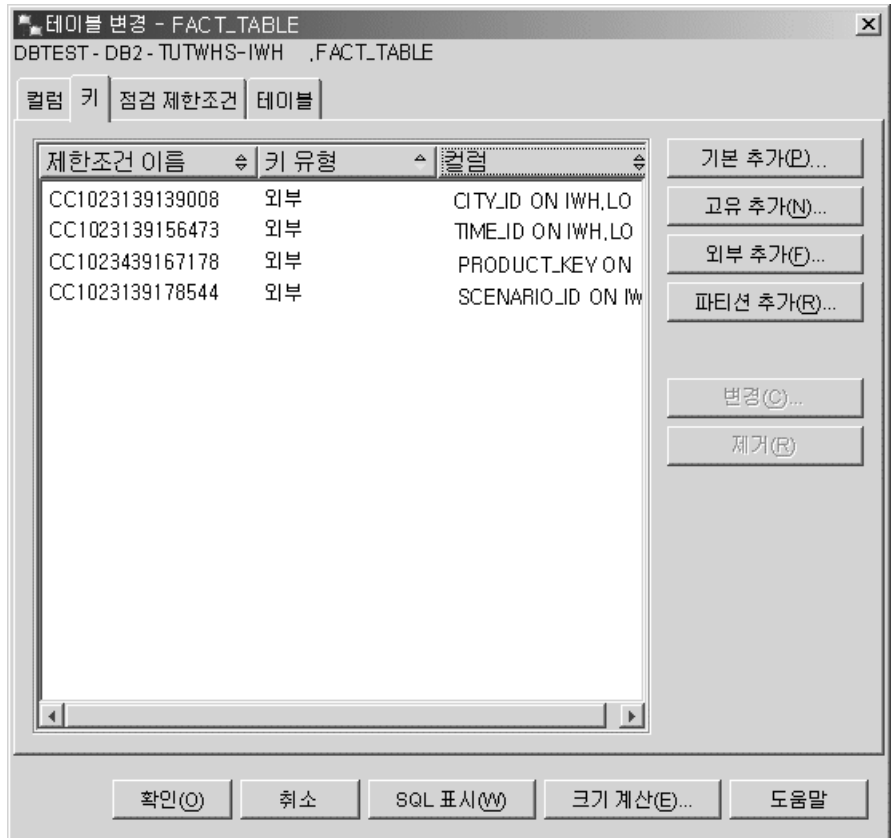 테이블 변경 - FACT_TABLE
DBTEST - DB2 - TUTWHS-IWH .FACT_TABLE
컬럼 키 점검 제한조건 테이블
제한조건 이름 키 유형 컬럼
CC1023139139008 외부 CITY_ID ON IWH.LO
CC1023139156473 외부 TIME_ID ON IWH.LO
CC1023439167178 외부 PRODUCT_KEY ON
CC1023139178544 외부 SCENARIO_ID ON IW
기본 추가(P)...
고유 추가(N)...
외부 추가(F)...
파티션 추가(R)...
변경(C)...
제거(R)
확인(O) 취소 SQL 표시(W) 크기 계산(E)... 도움말